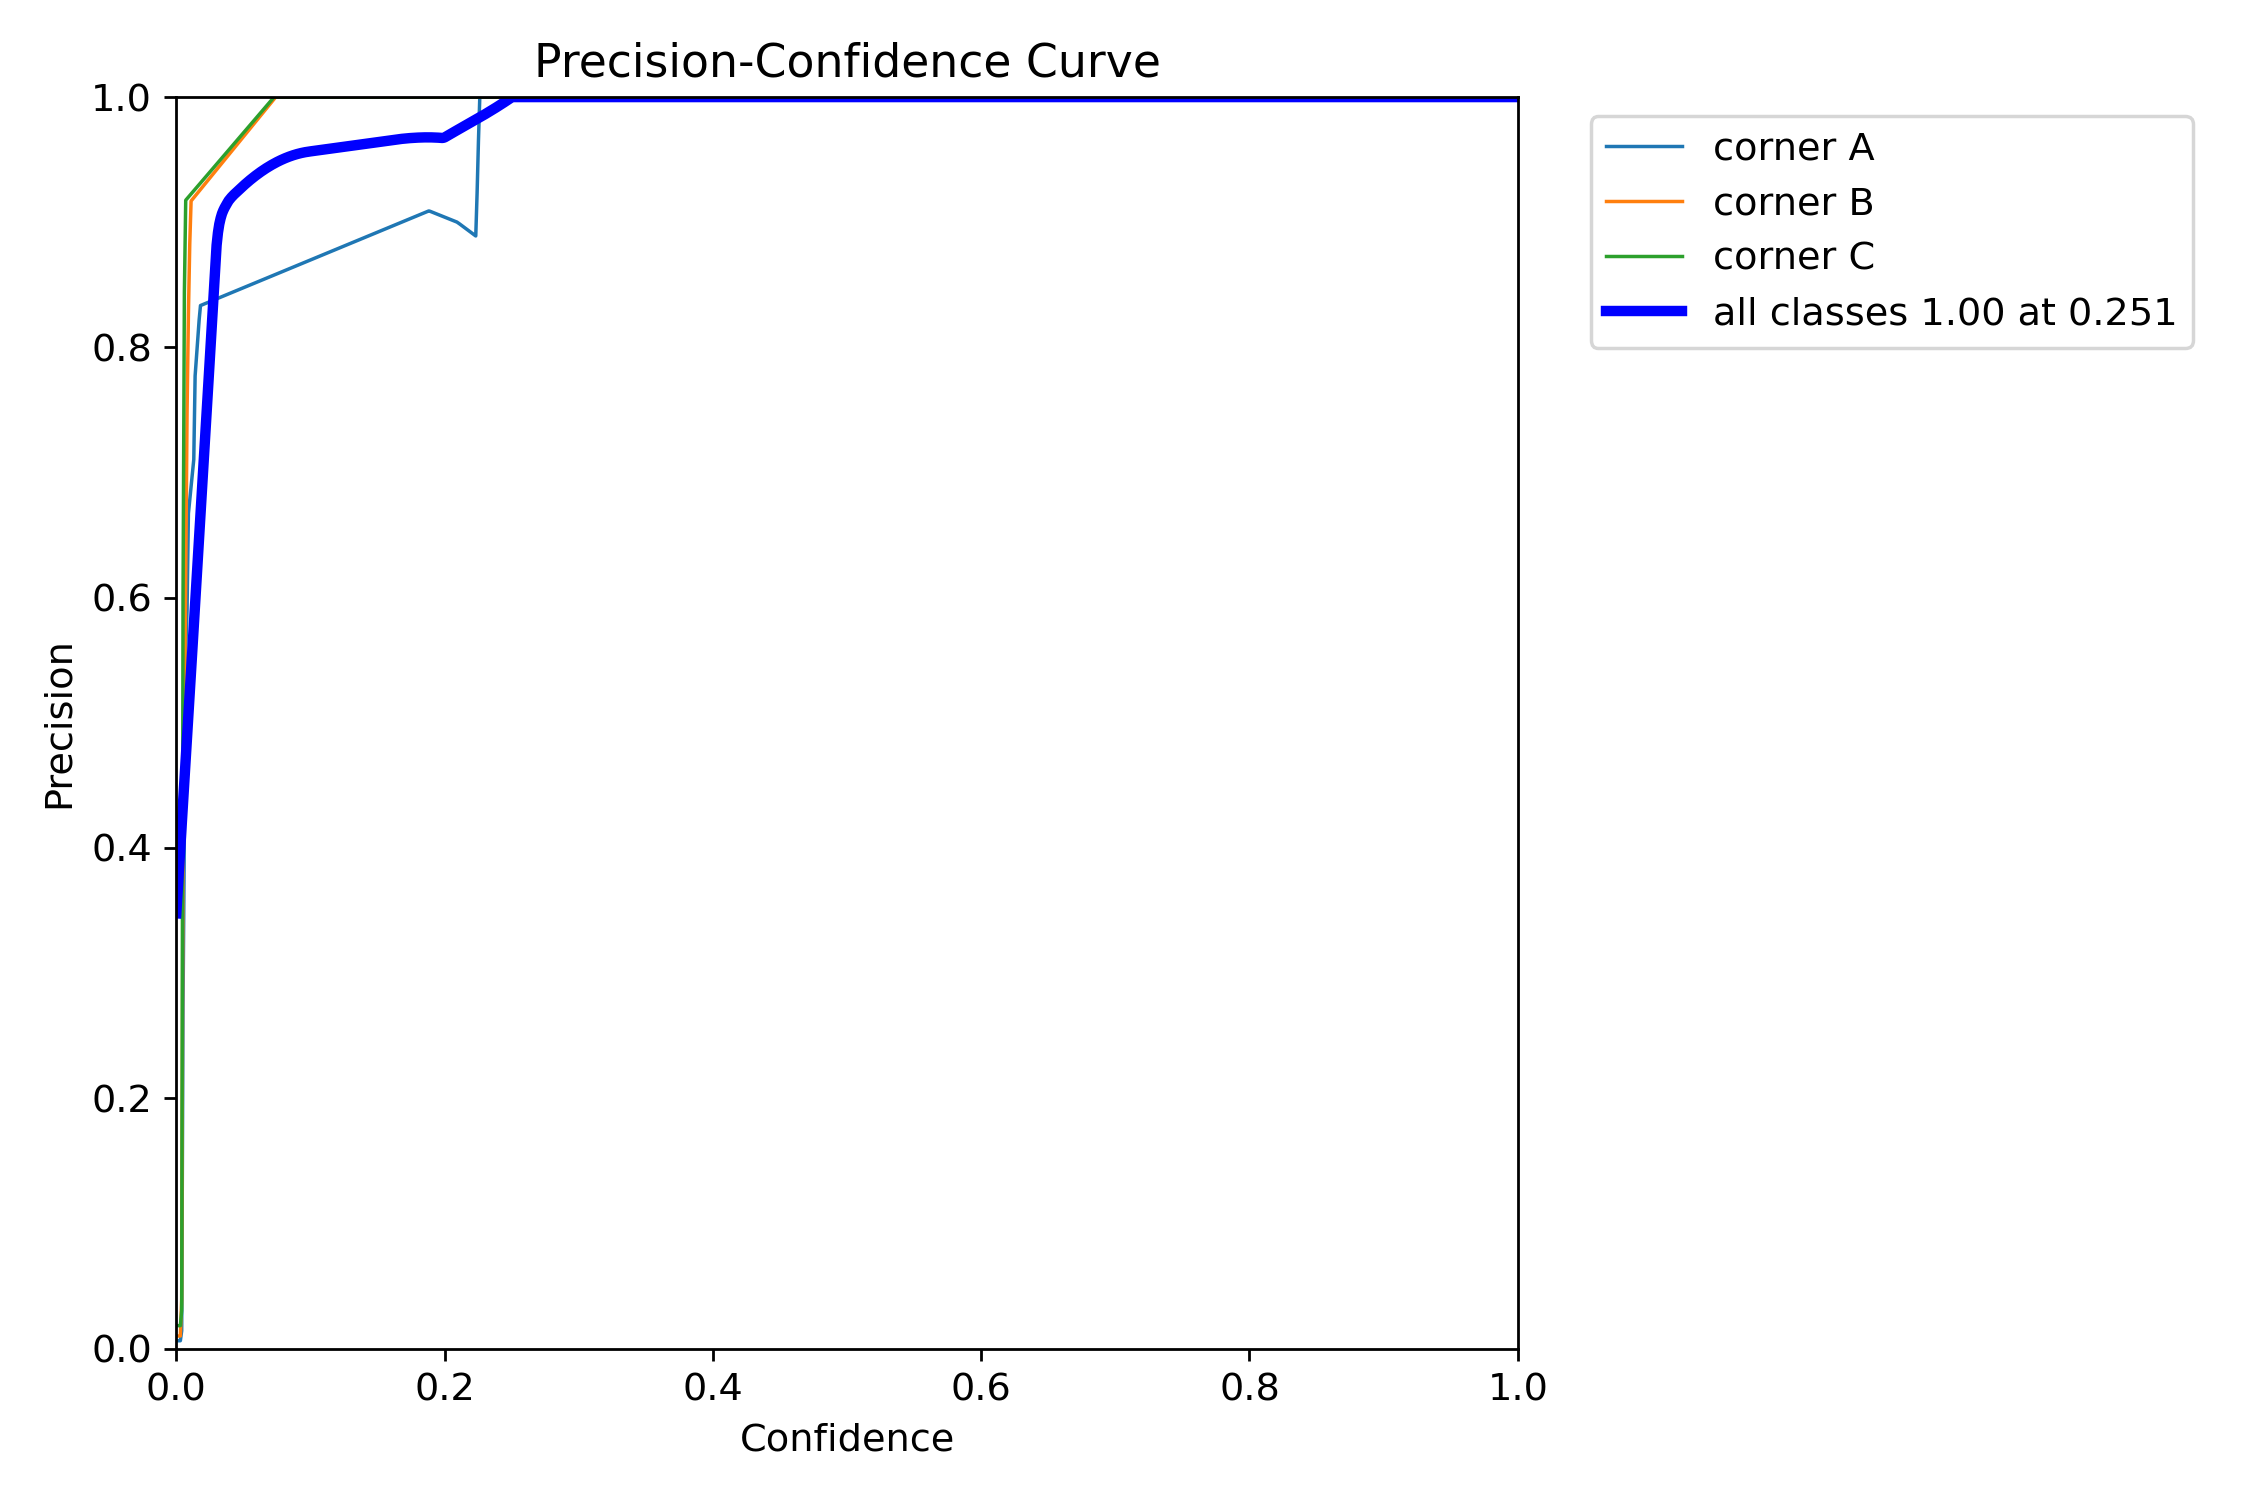 Precision-Confidence Curve
1.0
0.8
0.6
0.4
0.2
0.0
Precision
0.0 0.2 0.4 0.6 0.8 1.0
Confidence
corner A
corner B
corner C
all classes 1.00 at 0.251